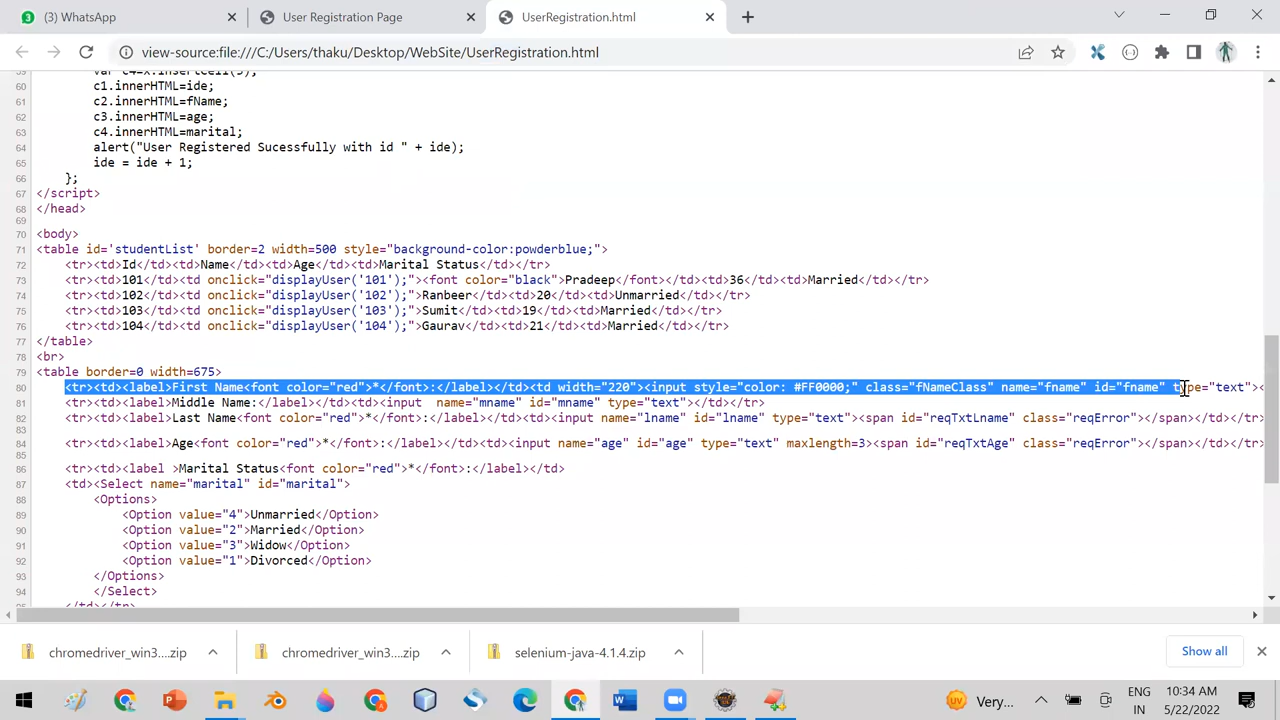 (3) WhatsApp
User Registration Page
UserRegistration.html
view-source:file:///C:/Users/thaku/Desktop/WebSite/UserRegistration.html
60 c1.innerHTML=ide;
61 c2.innerHTML=fName;
62 c3.innerHTML=age;
63 c4.innerHTML=marital;
64 alert("User Registered Sucessfully with id " + ide);
65 ide = ide + 1;
66 };
67 </script>
68 </head>
69
70 <body>
71 <table id='studentList' border=2 width=500 style="background-color:powderblue;">
72 <tr><td>Id</td><td>Name</td><td>Age</td><td>Marital Status</td></tr>
73 <tr><td>101</td><td onclick="displayUser('101');"><font color="black">Pradeep</font></td><td>36</td><td>Married</td></tr>
74 <tr><td>102</td><td onclick="displayUser('102');">Ranbeer</td><td>20</td><td>Unmarried</td></tr>
75 <tr><td>103</td><td onclick="displayUser('103');">Sumit</td><td>19</td><td>Married</td></tr>
76 <tr><td>104</td><td onclick="displayUser('104');">Gaurav</td><td>21</td><td>Married</td></tr>
77 </table>
78 <br>
79 <table border=0 width=675>
80 <tr><td><label>First Name<font color="red">*</font>:</label></td><td width="220"><input style="color: #FF0000;" class="fNameClass" name="fname" id="fname" type="text"><
81 <tr><td><label>Middle Name:</label></td><td><input  name="mname" id="mname" type="text"></td></tr>
82 <tr><td><label>Last Name<font color="red">*</font>:</label></td><td><input name="lname" id="lname" type="text"><span id="reqTxtLname" class="reqError"></span></td></tr
83
84 <tr><td><label>Age<font color="red">*</font>:</label></td><td><input name="age" id="age" type="text" maxlength=3><span id="reqTxtAge" class="reqError"></span></td></tr>
85
86 <tr><td><label >Marital Status<font color="red">*</font>:</label></td>
87 <td><Select name="marital" id="marital">
88 <Options>
89 <Option value="4">Unmarried</Option>
90 <Option value="2">Married</Option>
91 <Option value="3">Widow</Option>
92 <Option value="1">Divorced</Option>
93 </Options>
94 </Select>
</td></tr>
chromedriver_win3....zip
chromedriver_win3....zip
selenium-java-4.1.4.zip
Show all
Very...
ENG
IN
10:34 AM
5/22/2022